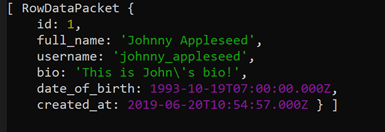 [ RowDataPacket {
id: 1,
full_name: 'Johnny Appleseed',
username: 'johnny_appleseed',
bio: 'This is John\'s bio!',
date_of_birth: 1993-10-19T07:00:00.000Z,
created_at: 2019-06-20T10:54:57.000Z } ]